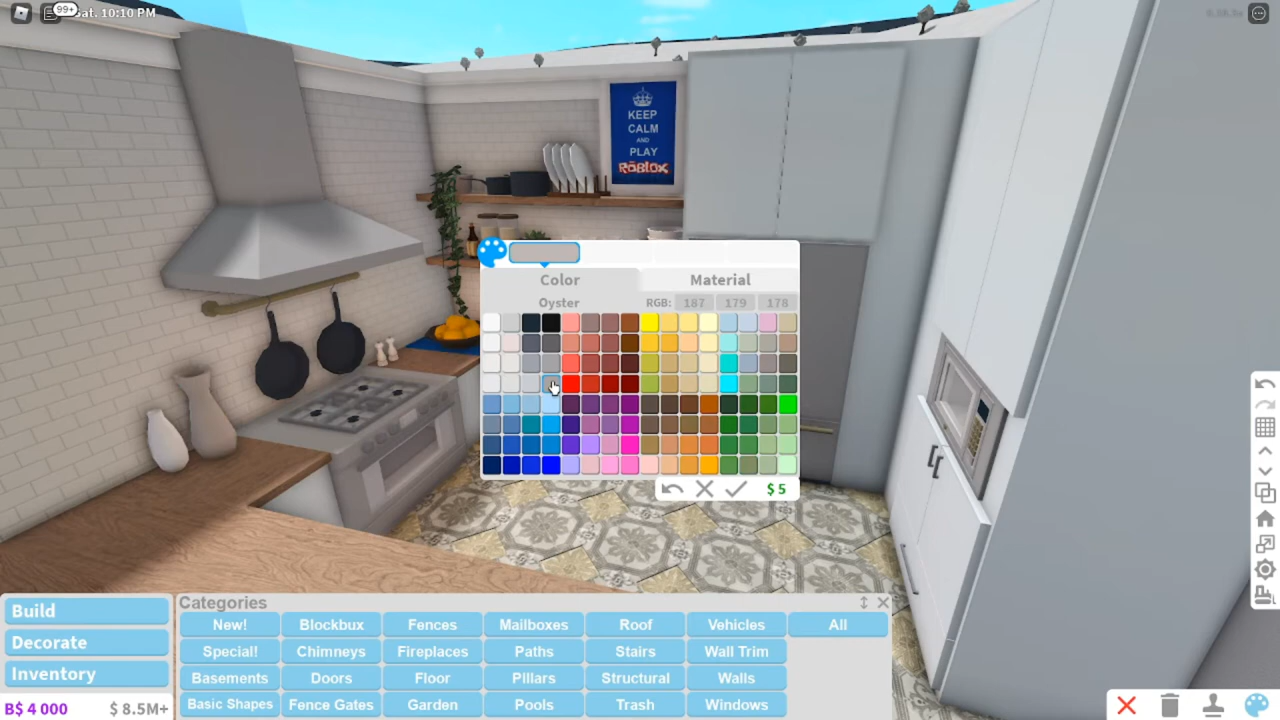 99+
Sat. 10:10 PM
KEEP
CALM
AND
PLAY
ROBLOX
Color
Material
Oyster
RGB: 187 179 178
$ 5
Build
Decorate
Inventory
B$ 4 000
$ 8.5M+
Categories
New! Blockbux Fences Mailboxes Roof Vehicles All
Special! Chimneys Fireplaces Paths Stairs Wall Trim
Basements Doors Floor Pillars Structural Walls
Basic Shapes Fence Gates Garden Pools Trash Windows